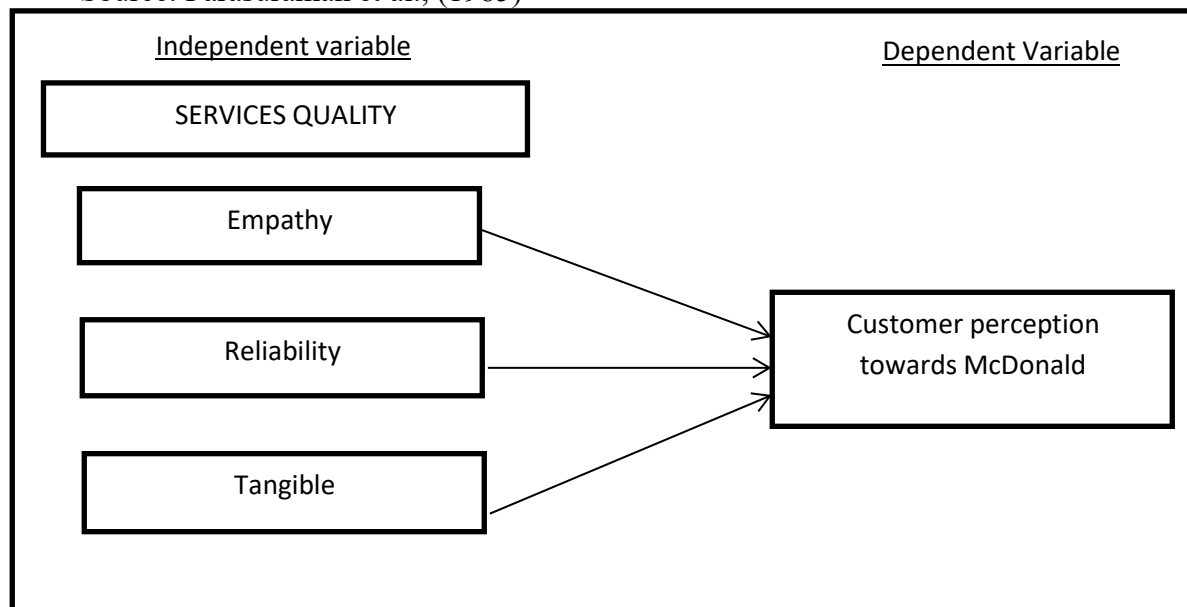 Independent variable
Dependent Variable
SERVICES QUALITY
Empathy
Customer perception
towards McDonald
Reliability
Tangible